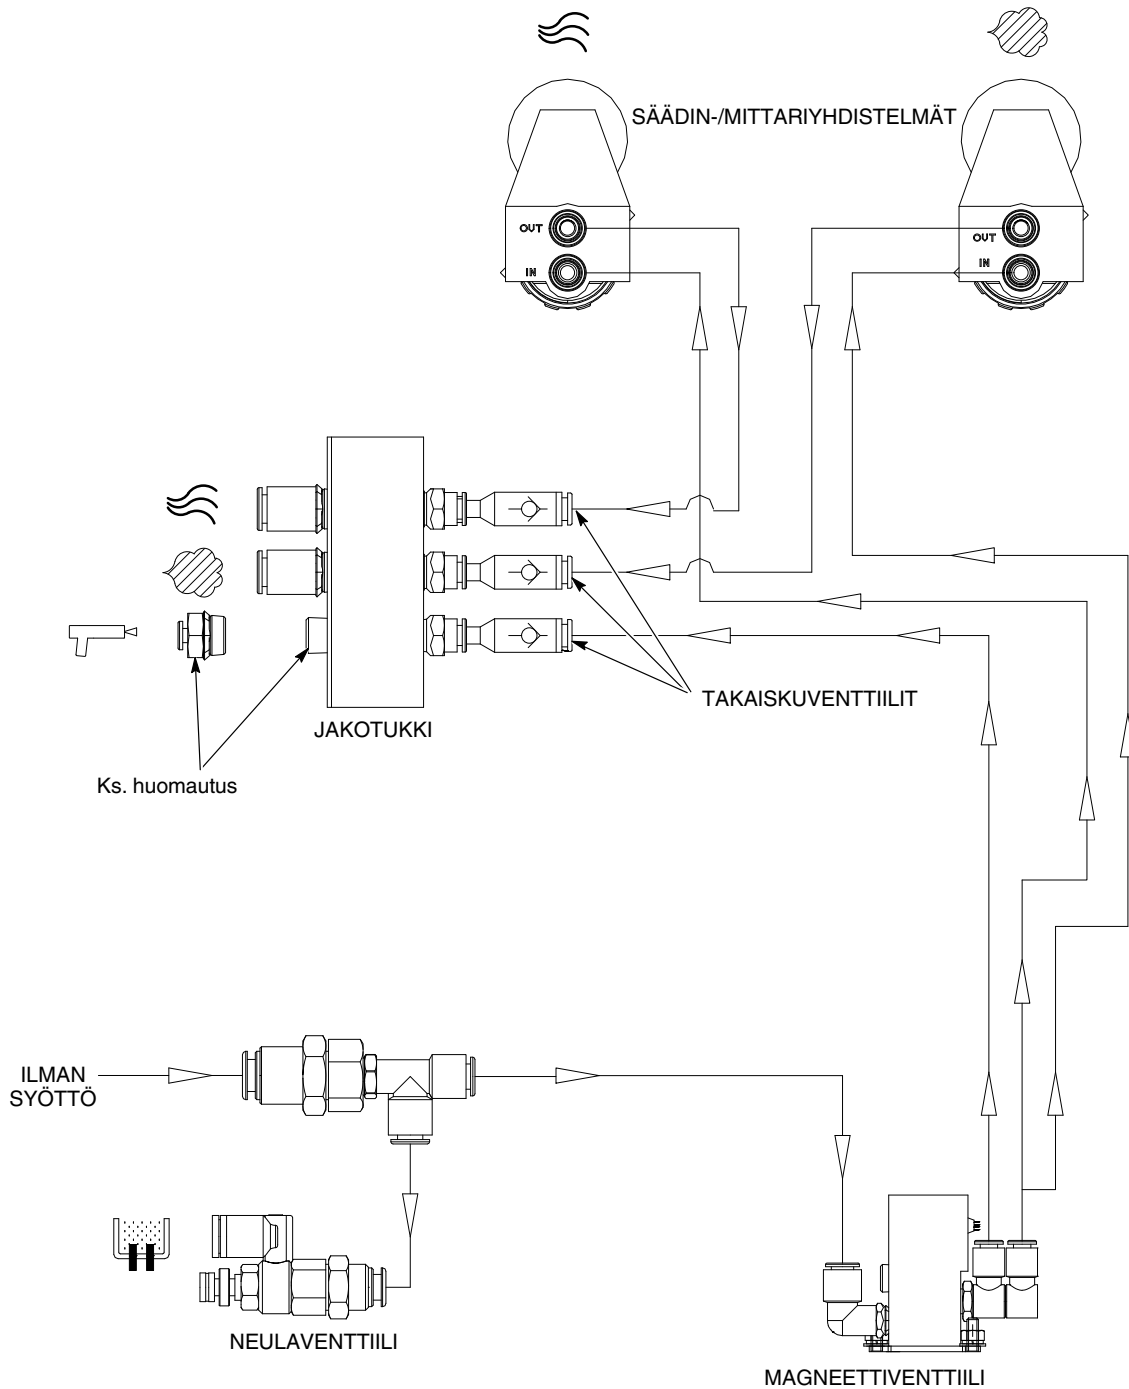 SÄÄDIN-/MITTARIYHDISTELMÄT
OUT
IN
OUT
IN
TAKAISKUVENTTIILIT
JAKOTUKKI
Ks. huomautus
ILMAN
SYÖTTÖ
NEULAVENTTIILI
MAGNEETTIVENTTIILI